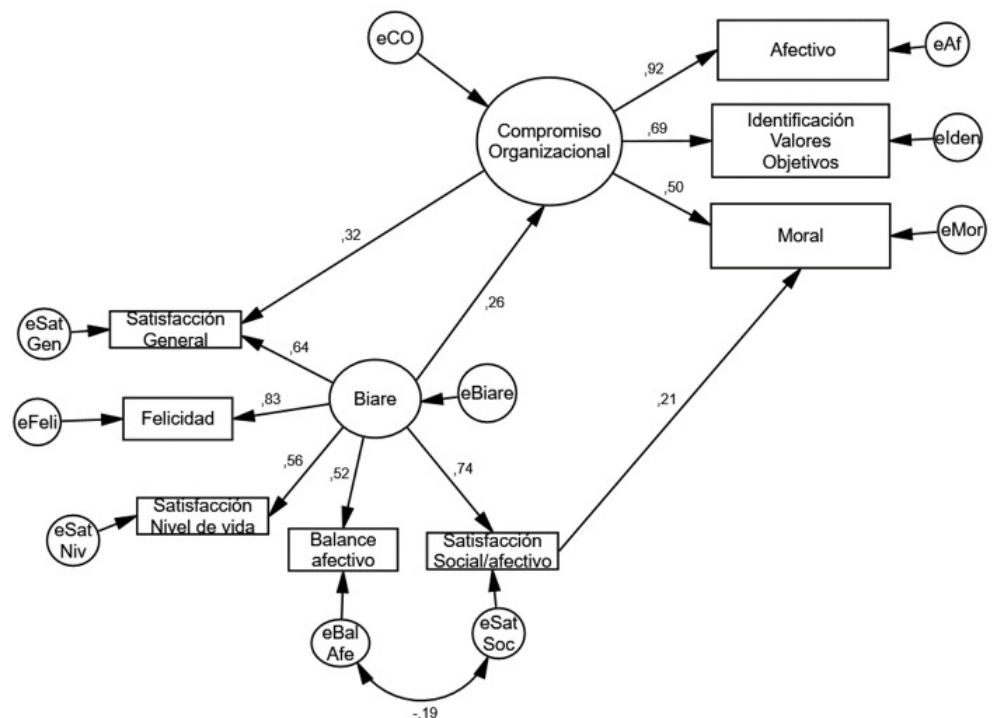 eCO
Afectivo
eAf
,92
Compromiso
Organizacional
,69
Identificación
Valores
Objetivos
eIden
,50
Moral
eMor
,32
,26
eSat
Gen
Satisfacción
General
,64
Biare
eBiare
eFeli
Felicidad
,83
,21
,56
,52
,74
eSat
Niv
Satisfacción
Nivel de vida
Balance
afectivo
Satisfacción
Social/afectivo
eBal
Afe
eSat
Soc
-,19